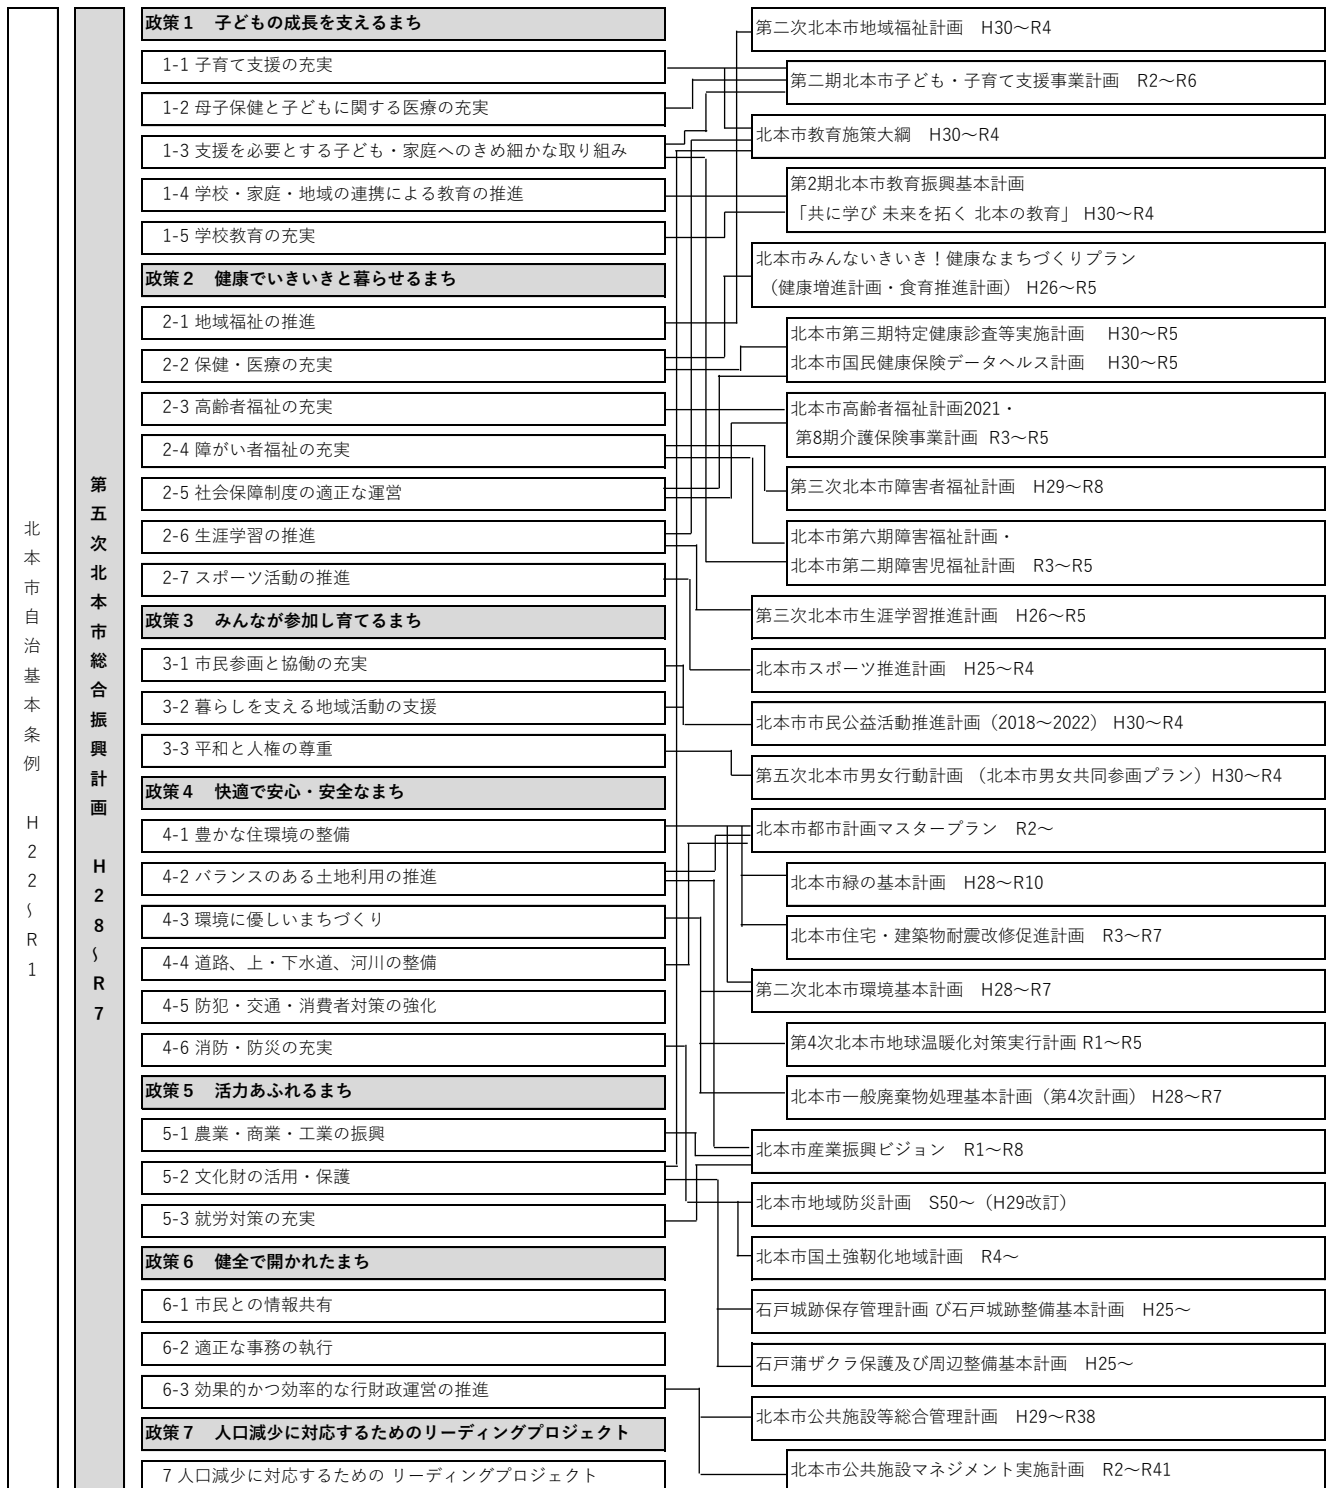 北本市自治基本条例　H22～R1
第五次北本市総合振興計画　H28～R7
政策１　子どもの成長を支えるまち
1-1 子育て支援の充実
1-2 母子保健と子どもに関する医療の充実
1-3 支援を必要とする子ども・家庭へのきめ細かな取り組み
1-4 学校・家庭・地域の連携による教育の推進
1-5 学校教育の充実
政策２　健康でいきいきと暮らせるまち
2-1 地域福祉の推進
2-2 保健・医療の充実
2-3 高齢者福祉の充実
2-4 障がい者福祉の充実
2-5 社会保障制度の適正な運営
2-6 生涯学習の推進
2-7 スポーツ活動の推進
政策３　みんなが参加し育てるまち
3-1 市民参画と協働の充実
3-2 暮らしを支える地域活動の支援
3-3 平和と人権の尊重
政策４　快適で安心・安全なまち
4-1 豊かな住環境の整備
4-2 バランスのある土地利用の推進
4-3 環境に優しいまちづくり
4-4 道路、上・下水道、河川の整備
4-5 防犯・交通・消費者対策の強化
4-6 消防・防災の充実
政策５　活力あふれるまち
5-1 農業・商業・工業の振興
5-2 文化財の活用・保護
5-3 就労対策の充実
政策６　健全で開かれたまち
6-1 市民との情報共有
6-2 適正な事務の執行
6-3 効果的かつ効率的な行財政運営の推進
政策７　人口減少に対応するためのリーディングプロジェクト
7 人口減少に対応するための リーディングプロジェクト
第二次北本市地域福祉計画　H30～R4
第二期北本市子ども・子育て支援事業計画　R2～R6
北本市教育施策大綱　H30～R4
第2期北本市教育振興基本計画
「共に学び 未来を拓く 北本の教育」 H30～R4
北本市みんないきいき！健康なまちづくりプラン
（健康増進計画・食育推進計画） H26～R5
北本市第三期特定健康診査等実施計画　H30～R5
北本市国民健康保険データヘルス計画　H30～R5
北本市高齢者福祉計画2021・
第8期介護保険事業計画 R3～R5
第三次北本市障害者福祉計画　H29～R8
北本市第六期障害福祉計画・
北本市第二期障害児福祉計画　R3～R5
第三次北本市生涯学習推進計画　H26～R5
北本市スポーツ推進計画　H25～R4
北本市市民公益活動推進計画（2018～2022） H30～R4
第五次北本市男女行動計画 （北本市男女共同参画プラン）H30～R4
北本市都市計画マスタープラン　R2～
北本市緑の基本計画　H28～R10
北本市住宅・建築物耐震改修促進計画　R3～R7
第二次北本市環境基本計画　H28～R7
第4次北本市地球温暖化対策実行計画 R1～R5
北本市一般廃棄物処理基本計画（第4次計画） H28～R7
北本市産業振興ビジョン　R1～R8
北本市地域防災計画　S50～（H29改訂）
北本市国土強靭化地域計画　R4～
石戸城跡保存管理計画 び石戸城跡整備基本計画　H25～
石戸蒲ザクラ保護及び周辺整備基本計画　H25～
北本市公共施設等総合管理計画　H29～R38
北本市公共施設マネジメント実施計画　R2～R41